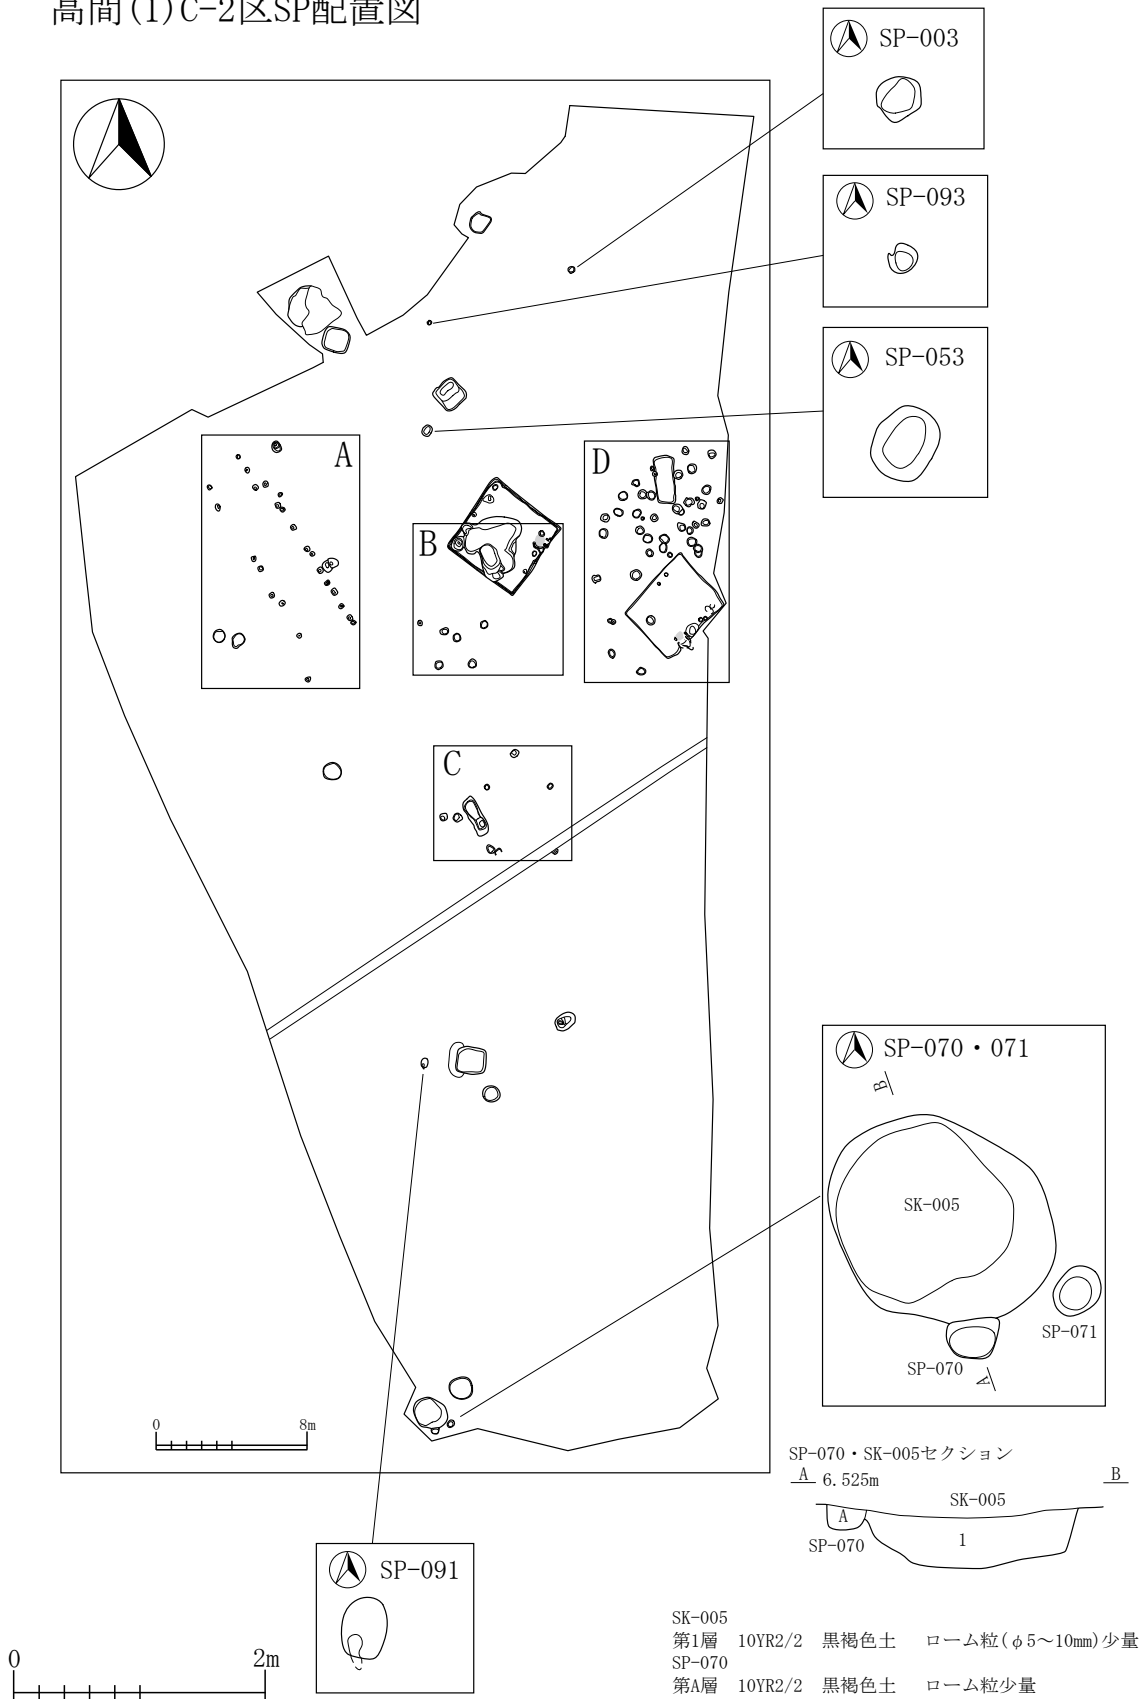 高間(1)C-2区SP配置図
SP-003
SP-093
SP-053
A
B
D
C
SP-070・071
B
SK-005
SP-071
SP-070
A
0 8m
SP-070・SK-005セクション
A 6.525m B
SK-005
A
SP-070 1
SP-091
0 2m
SK-005
第1層 10YR2/2 黒褐色土 ローム粒(φ5～10mm)少量
SP-070
第A層 10YR2/2 黒褐色土 ローム粒少量